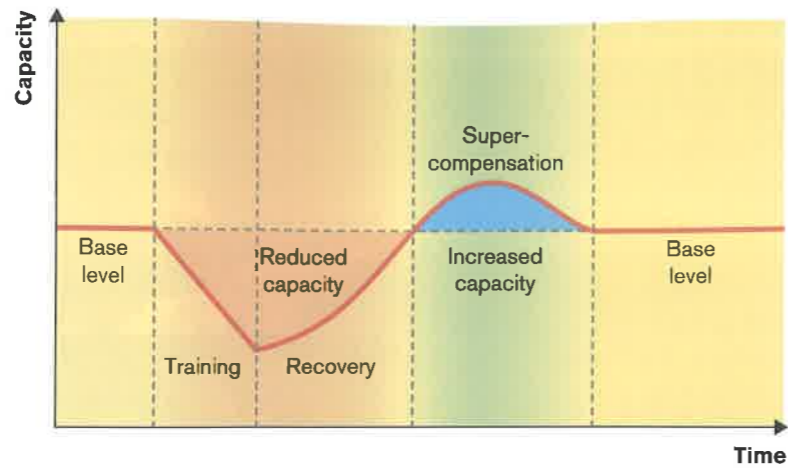 Capacity
Super-
compensation
Base
level
Reduced
capacity
Increased
capacity
Base
level
Training
Recovery
Time